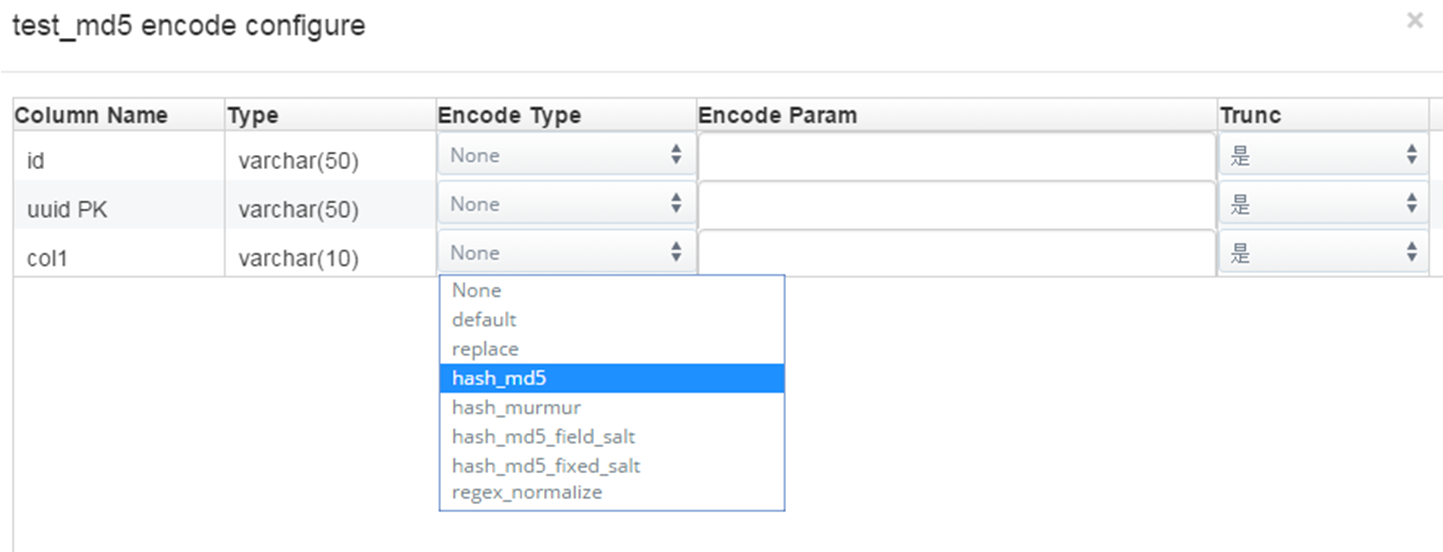 test_md5 encode configure ×
Column Name Type Encode Type Encode Param Trunc
id varchar(50) None 是
uuid PK varchar(50) None 是
col1 varchar(10) None 是
None
default
replace
hash_md5
hash_murmur
hash_md5_field_salt
hash_md5_fixed_salt
regex_normalize